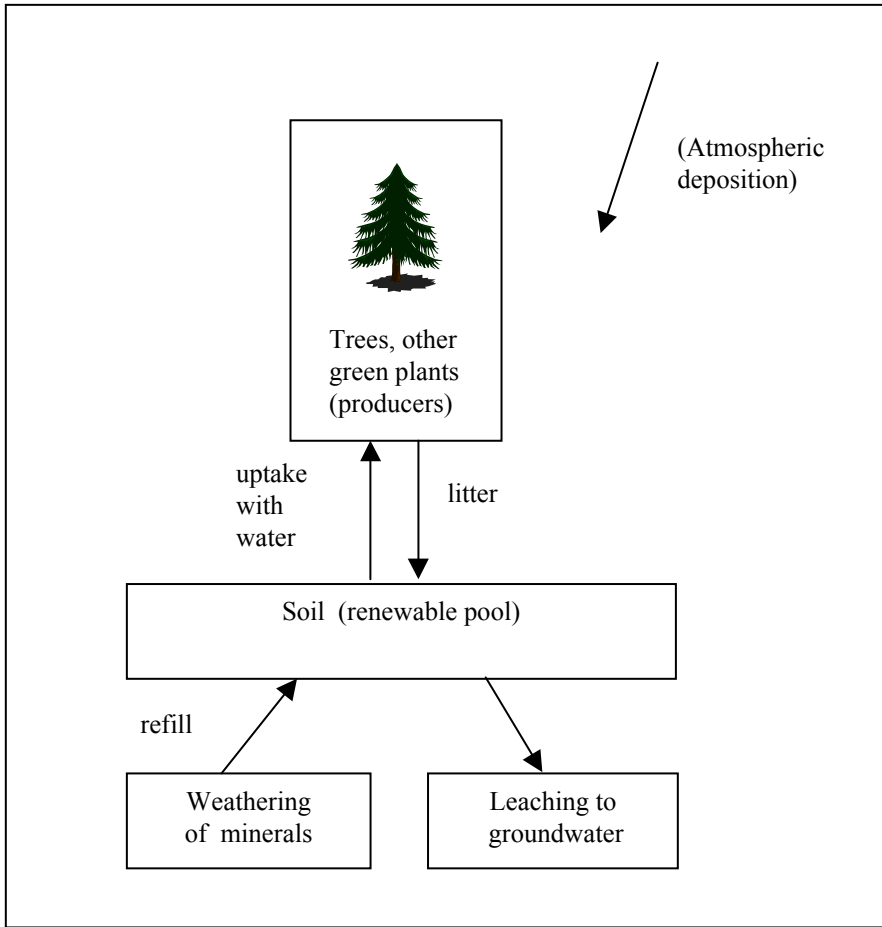 (Atmospheric
deposition)
Trees, other
green plants
(producers)
uptake
with
water
litter
Soil (renewable pool)
refill
Weathering
of minerals
Leaching to
groundwater